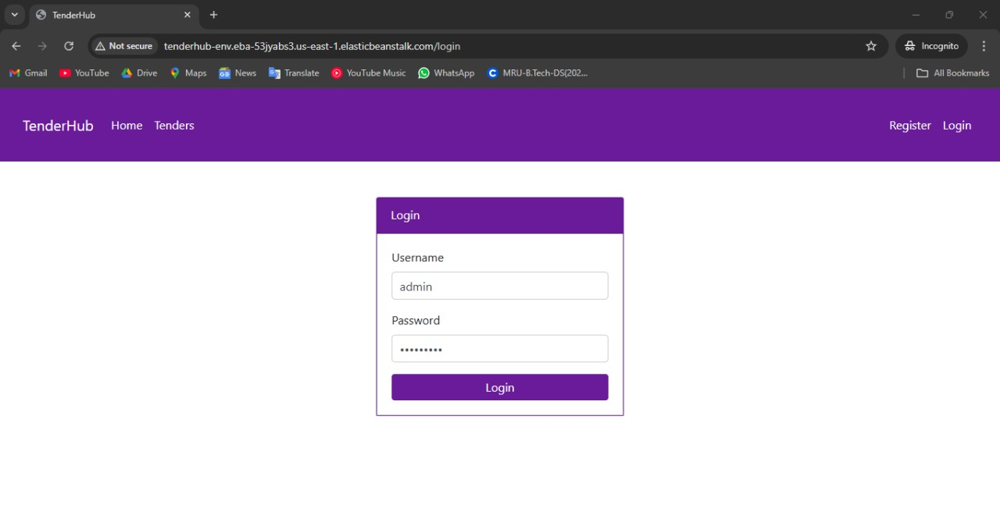 TenderHub
Not secure tenderhub-env.eba-53jyabs3.us-east-1.elasticbeanstalk.com/login Incognito
Gmail YouTube Drive Maps News Translate YouTube Music WhatsApp MRU-B.Tech-DS(202... All Bookmarks
TenderHub Home Tenders Register Login
Login
Username
admin
Password
•••••••••
Login